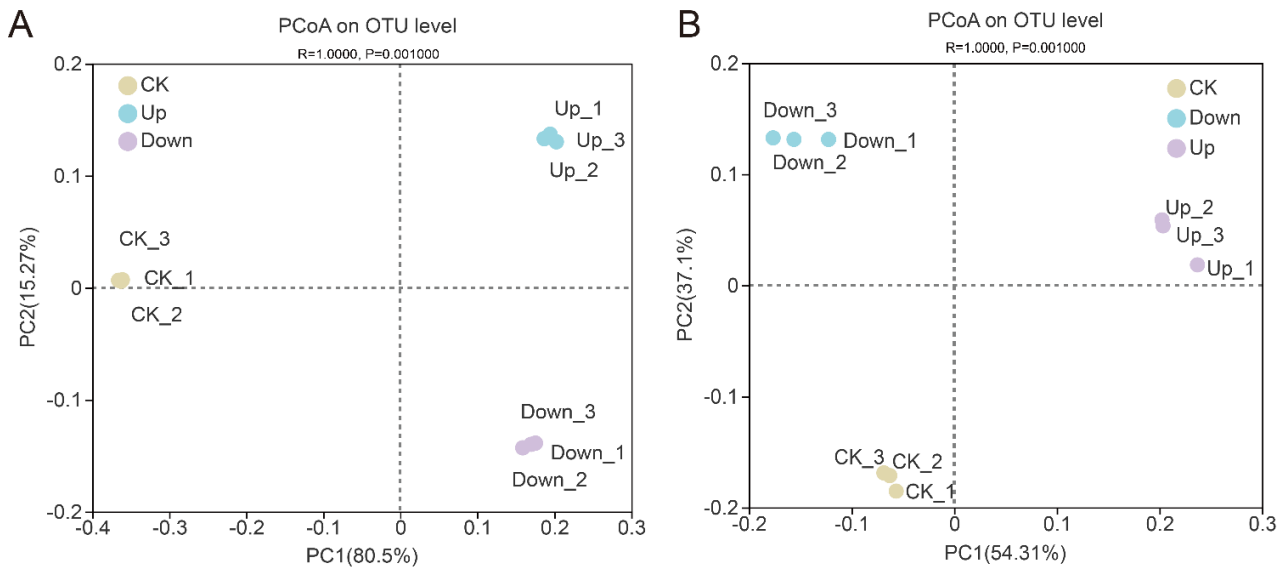 A
PCoA on OTU level
R=1.0000, P=0.001000
CK
Up
Down
Up_1
Up_3
Up_2
CK_3
CK_1
CK_2
Down_3
Down_1
Down_2
0.2
0.1
0
-0.1
-0.2
PC2(15.27%)
-0.4
-0.3
-0.2
-0.1
0
0.1
0.2
0.3
PC1(80.5%)
B
PCoA on OTU level
R=1.0000, P=0.001000
CK
Down
Up
Down_3
Down_1
Down_2
Up_2
Up_3
Up_1
CK_3
CK_2
CK_1
0.2
0.1
0
-0.1
-0.2
PC2(37.1%)
-0.2
-0.1
0
0.1
0.2
0.3
PC1(54.31%)